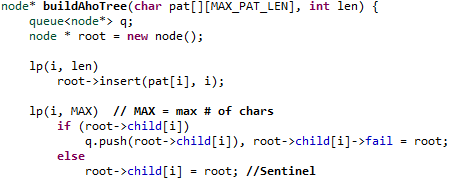 node* buildAhoTree(char pat[][MAX_PAT_LEN], int len) {
queue<node*> q;
node * root = new node();
lp(i, len)
root->insert(pat[i], i);
lp(i, MAX)  // MAX = max # of chars
if (root->child[i])
q.push(root->child[i]), root->child[i]->fail = root;
else
root->child[i] = root; //Sentinel